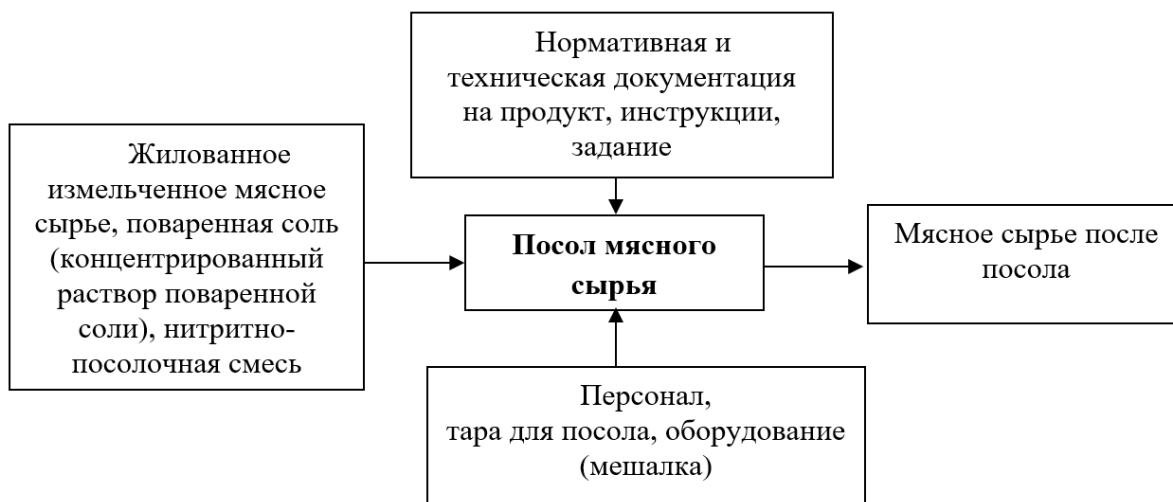 Нормативная и
техническая документация
на продукт, инструкции,
задание
Жилованное
измельченное мясное
сырье, поваренная соль
(концентрированный
раствор поваренной
соли), нитритно-
посолочная смесь
Посол мясного
сырья
Мясное сырье после
посола
Персонал,
тара для посола, оборудование
(мешалка)